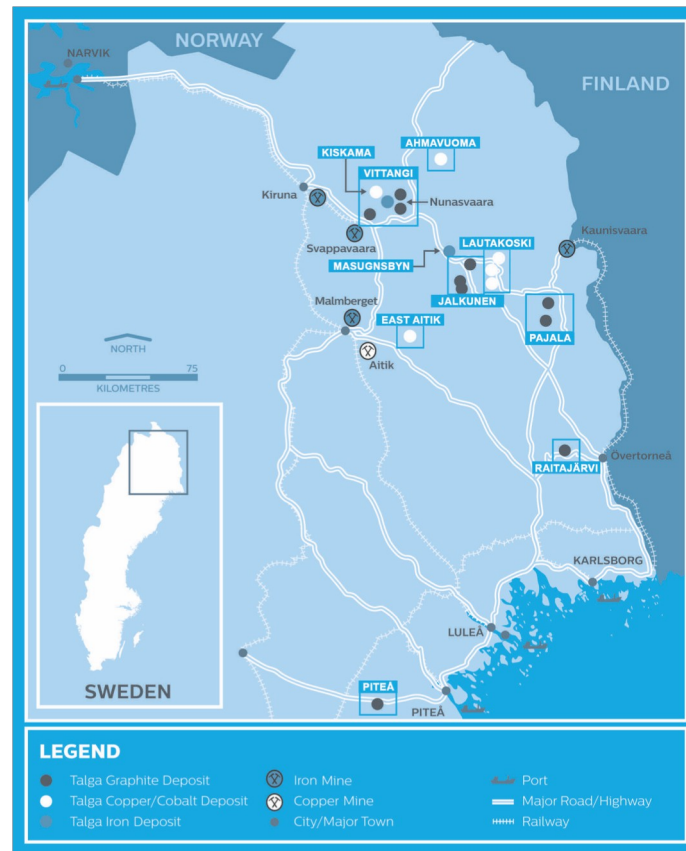 NORWAY
NARVIK
FINLAND
AHMAVUOMA
KISKAMA
VITTANGI
Kiruna
Nunasvaara
Svappavaara
Kaunisvaara
LAUTAKOSKI
MASUGNSBYN
JALKUNEN
Malmberget
EAST AITIK
PAJALA
NORTH
Aitik
0 75
KILOMETRES
RAITAJÄRVI
Övertorneå
KARLSBORG
LULEÅ
SWEDEN
PITEÅ
PITEÅ
LEGEND
Talga Graphite Deposit
Talga Copper/Cobalt Deposit
Talga Iron Deposit
Iron Mine
Copper Mine
City/Major Town
Port
Major Road/Highway
Railway